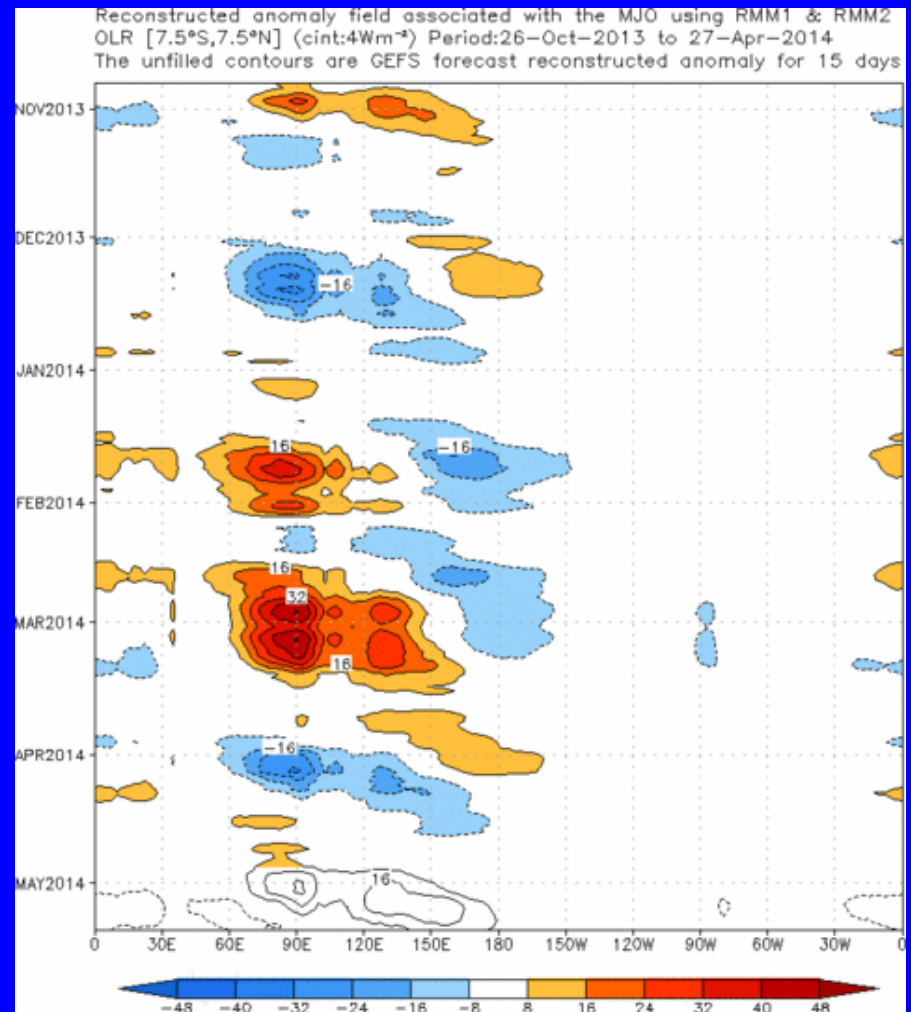 Reconstructed anomaly field associated with the MJO using RMM1 & RMM2
OLR [7.5°S,7.5°N] (cint:4Wm⁻²) Period:26-Oct-2013 to 27-Apr-2014
The unfilled contours are GEFS forecast reconstructed anomaly for 15 days
NOV2013
DEC2013
-16
JAN2014
16
-16
FEB2014
16
32
MAR2014
16
-16
APR2014
16
MAY2014
0 30E 60E 90E 120E 150E 180 150W 120W 90W 60W 30W 0
-48 -40 -32 -24 -16 -8 8 16 24 32 40 48